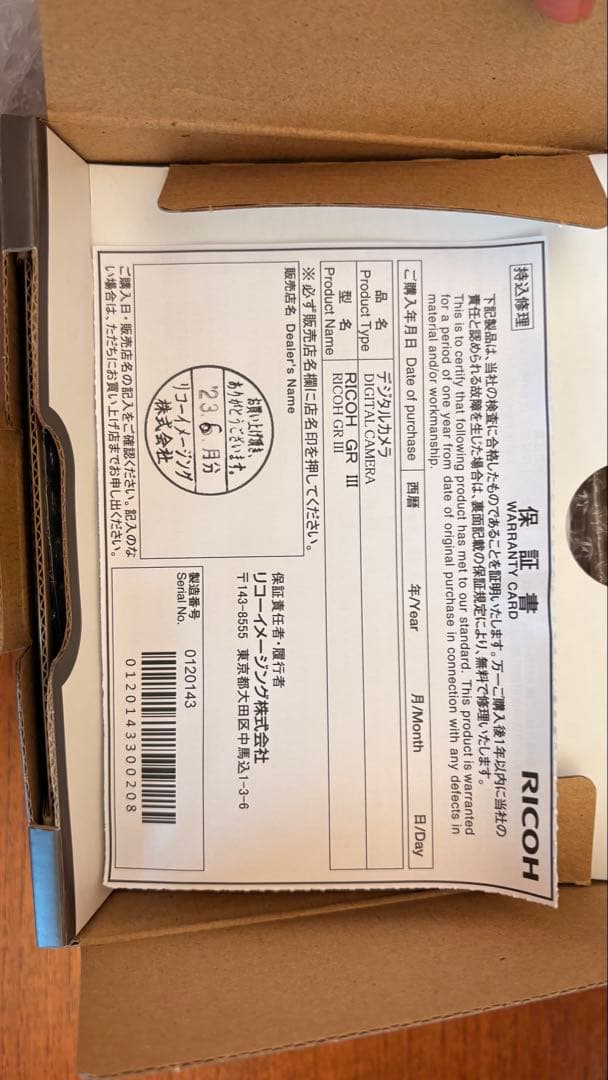 保証書
WARRANTY CARD
RICOH
持込修理
下記製品は、当社の検査に合格したものであることを証明いたします。万一ご購入後1年以内に当社の
責任と認められる故障を生じた場合は、裏面記載の保証規定により、無料で修理いたします。
This is to certify that following product has met to our standard. This product is warranted
for a period of one year from date of original purchase in connection with any defects in
material and/or workmanship.
ご購入年月日 Date of purchase 西暦 年/Year 月/Month 日/Day
品名 デジタルカメラ
Product Type DIGITAL CAMERA
型名 RICOH GR III
Product Name RICOH GR III
※必ず販売店名欄に店名印を押してください。
販売店名 Dealer's Name
お買い上げ頂き、
ありがとうございます。
'23.6月分
リコーイメージング
株式会社
ご購入日・販売店名の記入をご確認ください。記入のな
い場合は、ただちにお買い上げ店までお申し出ください。
保証責任者・履行者
リコーイメージング株式会社
〒143-8555 東京都大田区中馬込1-3-6
製造番号 0120143
Serial No.
0120143300208